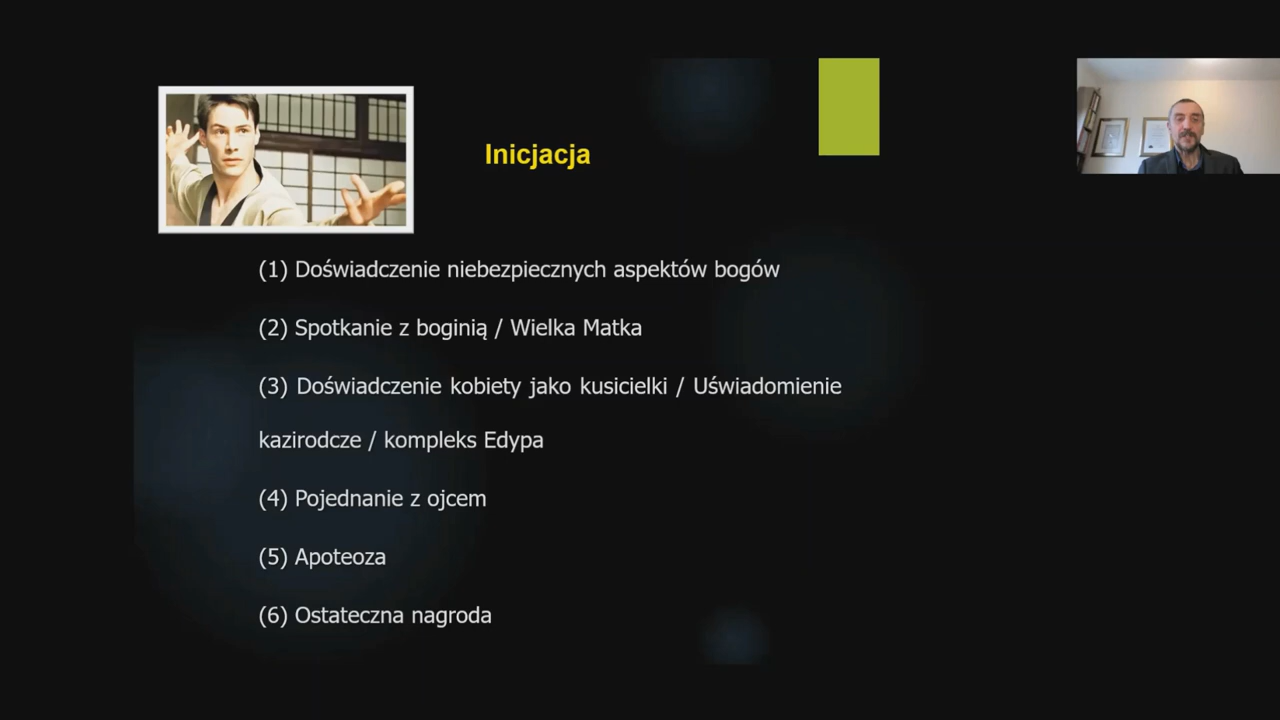 Inicjacja
(1) Doświadczenie niebezpiecznych aspektów bogów
(2) Spotkanie z boginią / Wielka Matka
(3) Doświadczenie kobiety jako kusicielki / Uświadomienie
kazirodcze / kompleks Edypa
(4) Pojednanie z ojcem
(5) Apoteoza
(6) Ostateczna nagroda